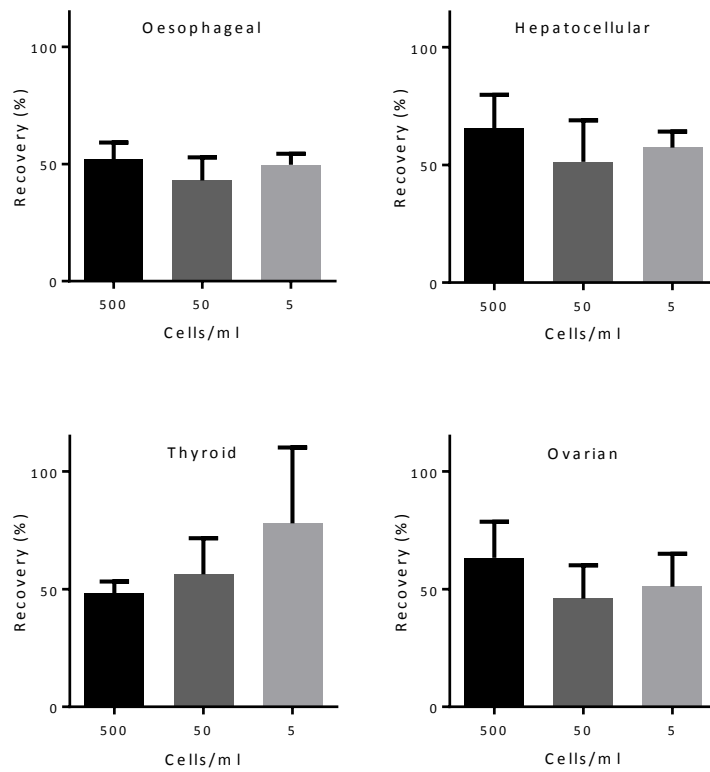 Oesophageal
100
50
0
Recovery (%)
500 50 5
Cells/ml
Hepatocellular
100
50
0
Recovery (%)
500 50 5
Cells/ml
Thyroid
100
50
0
Recovery (%)
500 50 5
Cells/ml
Ovarian
100
50
0
Recovery (%)
500 50 5
Cells/ml